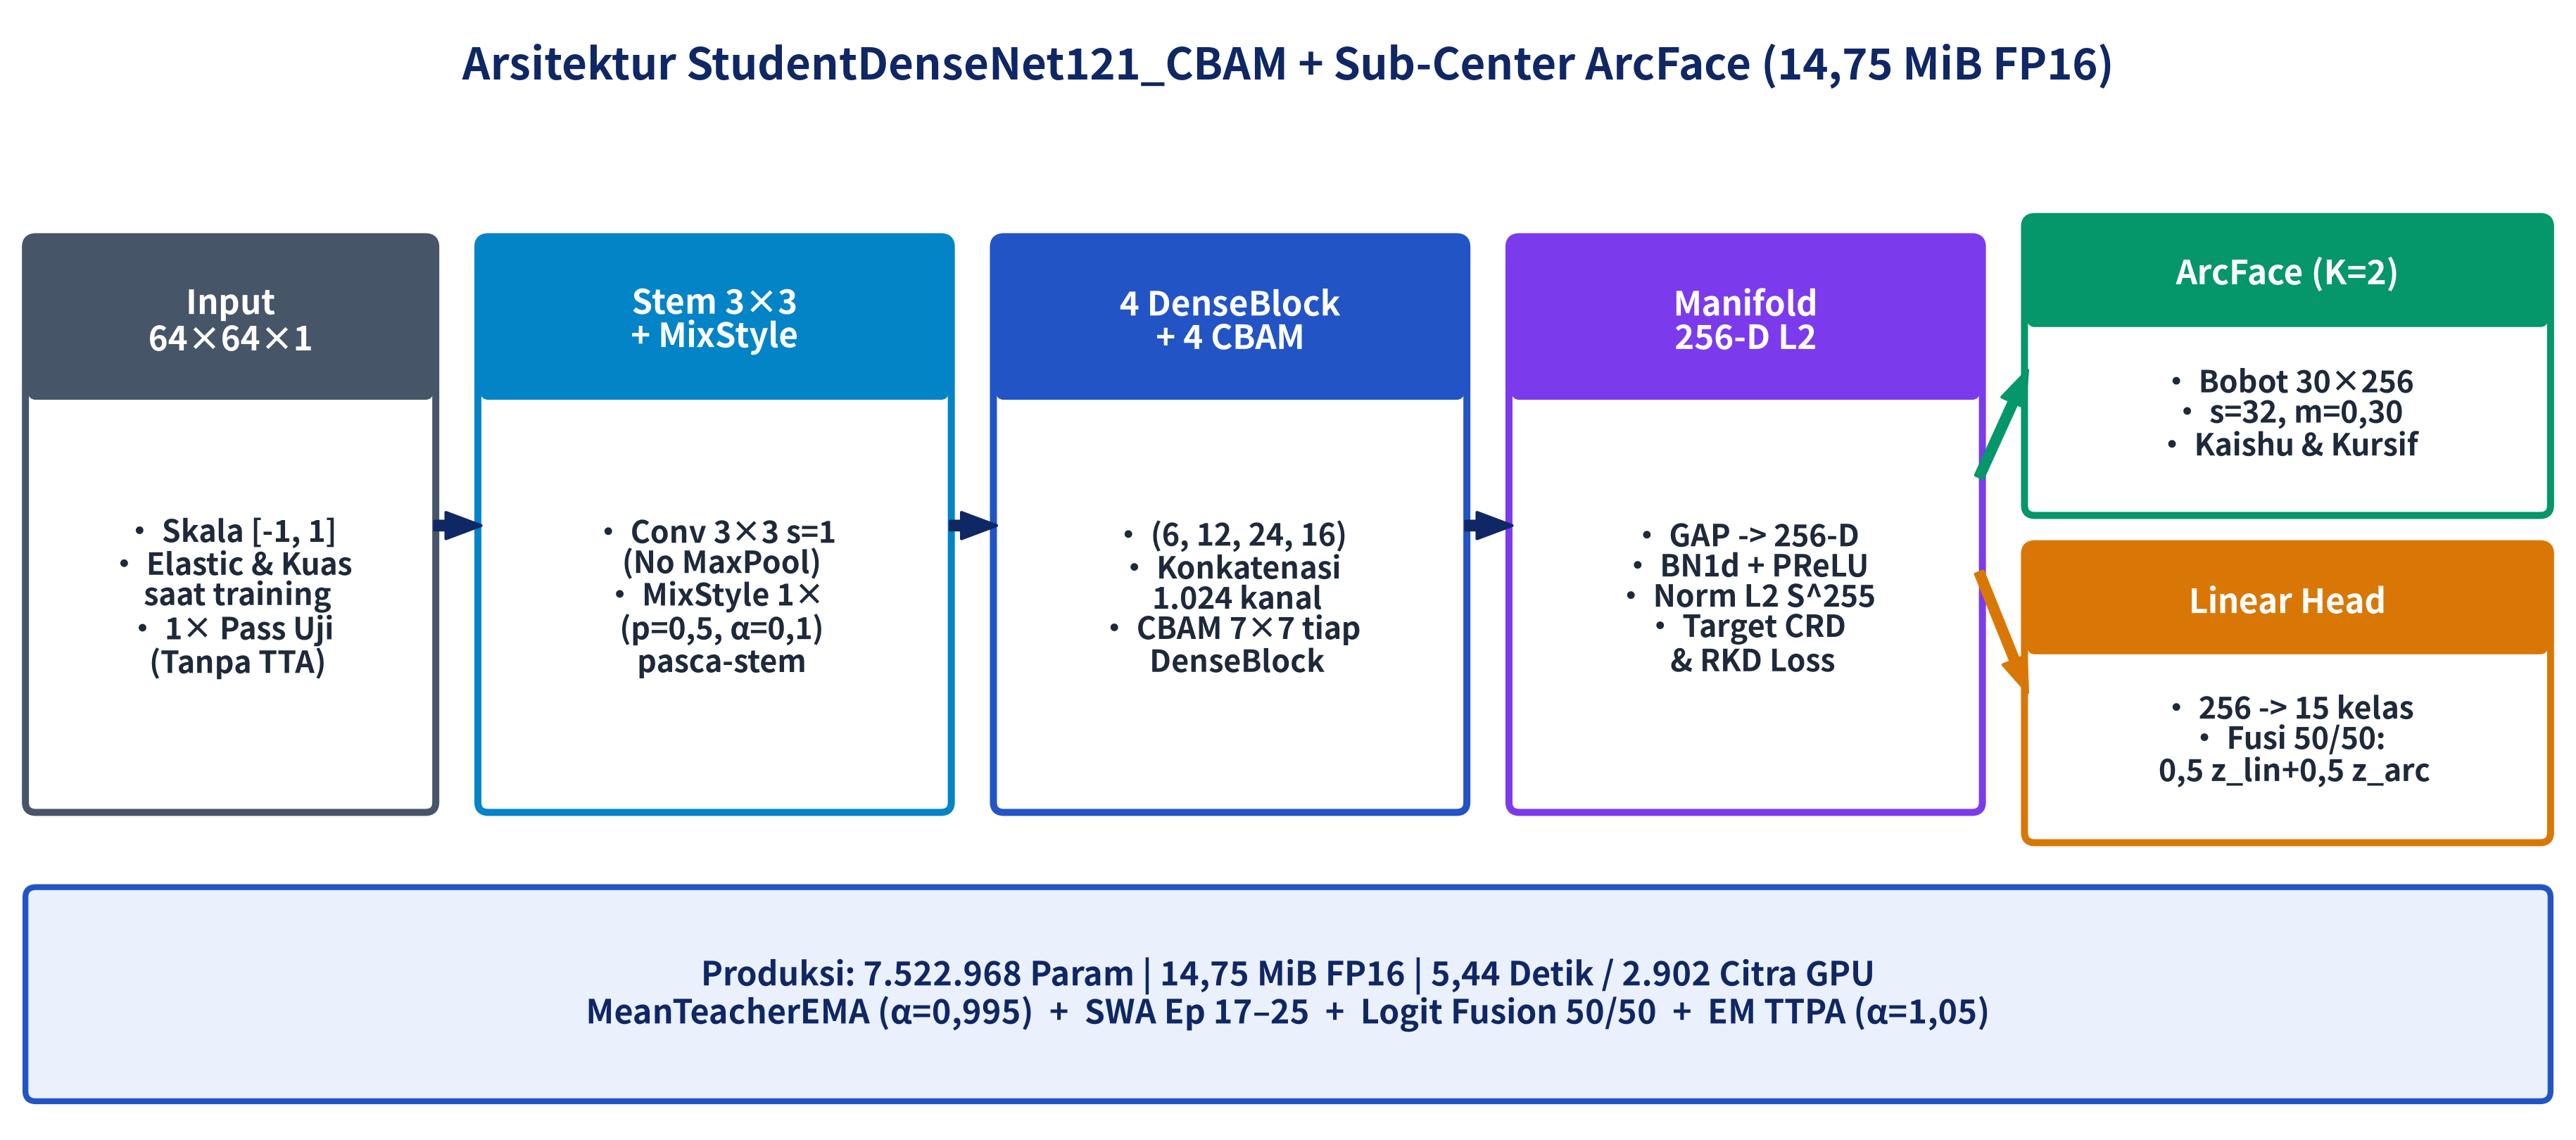 Arsitektur StudentDenseNet121_CBAM + Sub-Center ArcFace (14,75 MiB FP16)
Input
64×64×1
• Skala [-1, 1]
• Elastic & Kuas
saat training
• 1× Pass Uji
(Tanpa TTA)
Stem 3×3
+ MixStyle
• Conv 3×3 s=1
(No MaxPool)
• MixStyle 1×
(p=0,5, α=0,1)
pasca-stem
4 DenseBlock
+ 4 CBAM
• (6, 12, 24, 16)
• Konkatenasi
1.024 kanal
• CBAM 7×7 tiap
DenseBlock
Manifold
256-D L2
• GAP -> 256-D
• BN1d + PReLU
• Norm L2 S^255
• Target CRD
& RKD Loss
ArcFace (K=2)
• Bobot 30×256
• s=32, m=0,30
• Kaishu & Kursif
Linear Head
• 256 -> 15 kelas
• Fusi 50/50:
0,5 z_lin+0,5 z_arc
Produksi: 7.522.968 Param | 14,75 MiB FP16 | 5,44 Detik / 2.902 Citra GPU
MeanTeacherEMA (α=0,995) + SWA Ep 17–25 + Logit Fusion 50/50 + EM TTPA (α=1,05)